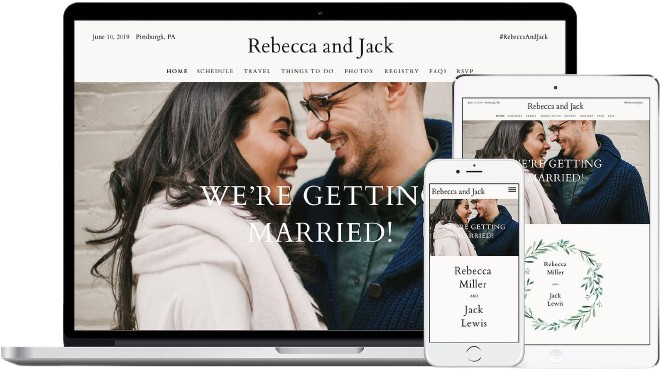 June 10, 2019 Pittsburgh, PA
#RebeccaAndJack
Rebecca and Jack
HOME SCHEDULE TRAVEL THINGS TO DO PHOTOS REGISTRY FAQS RSVP
WE'RE GETTING
MARRIED!
Rebecca and Jack
WE'RE GETTING
MARRIED!
Rebecca
Miller
AND
Jack
Lewis
Rebecca and Jack
WE'RE GETTING
MARRIED!
Rebecca
Miller
Jack
Lewis